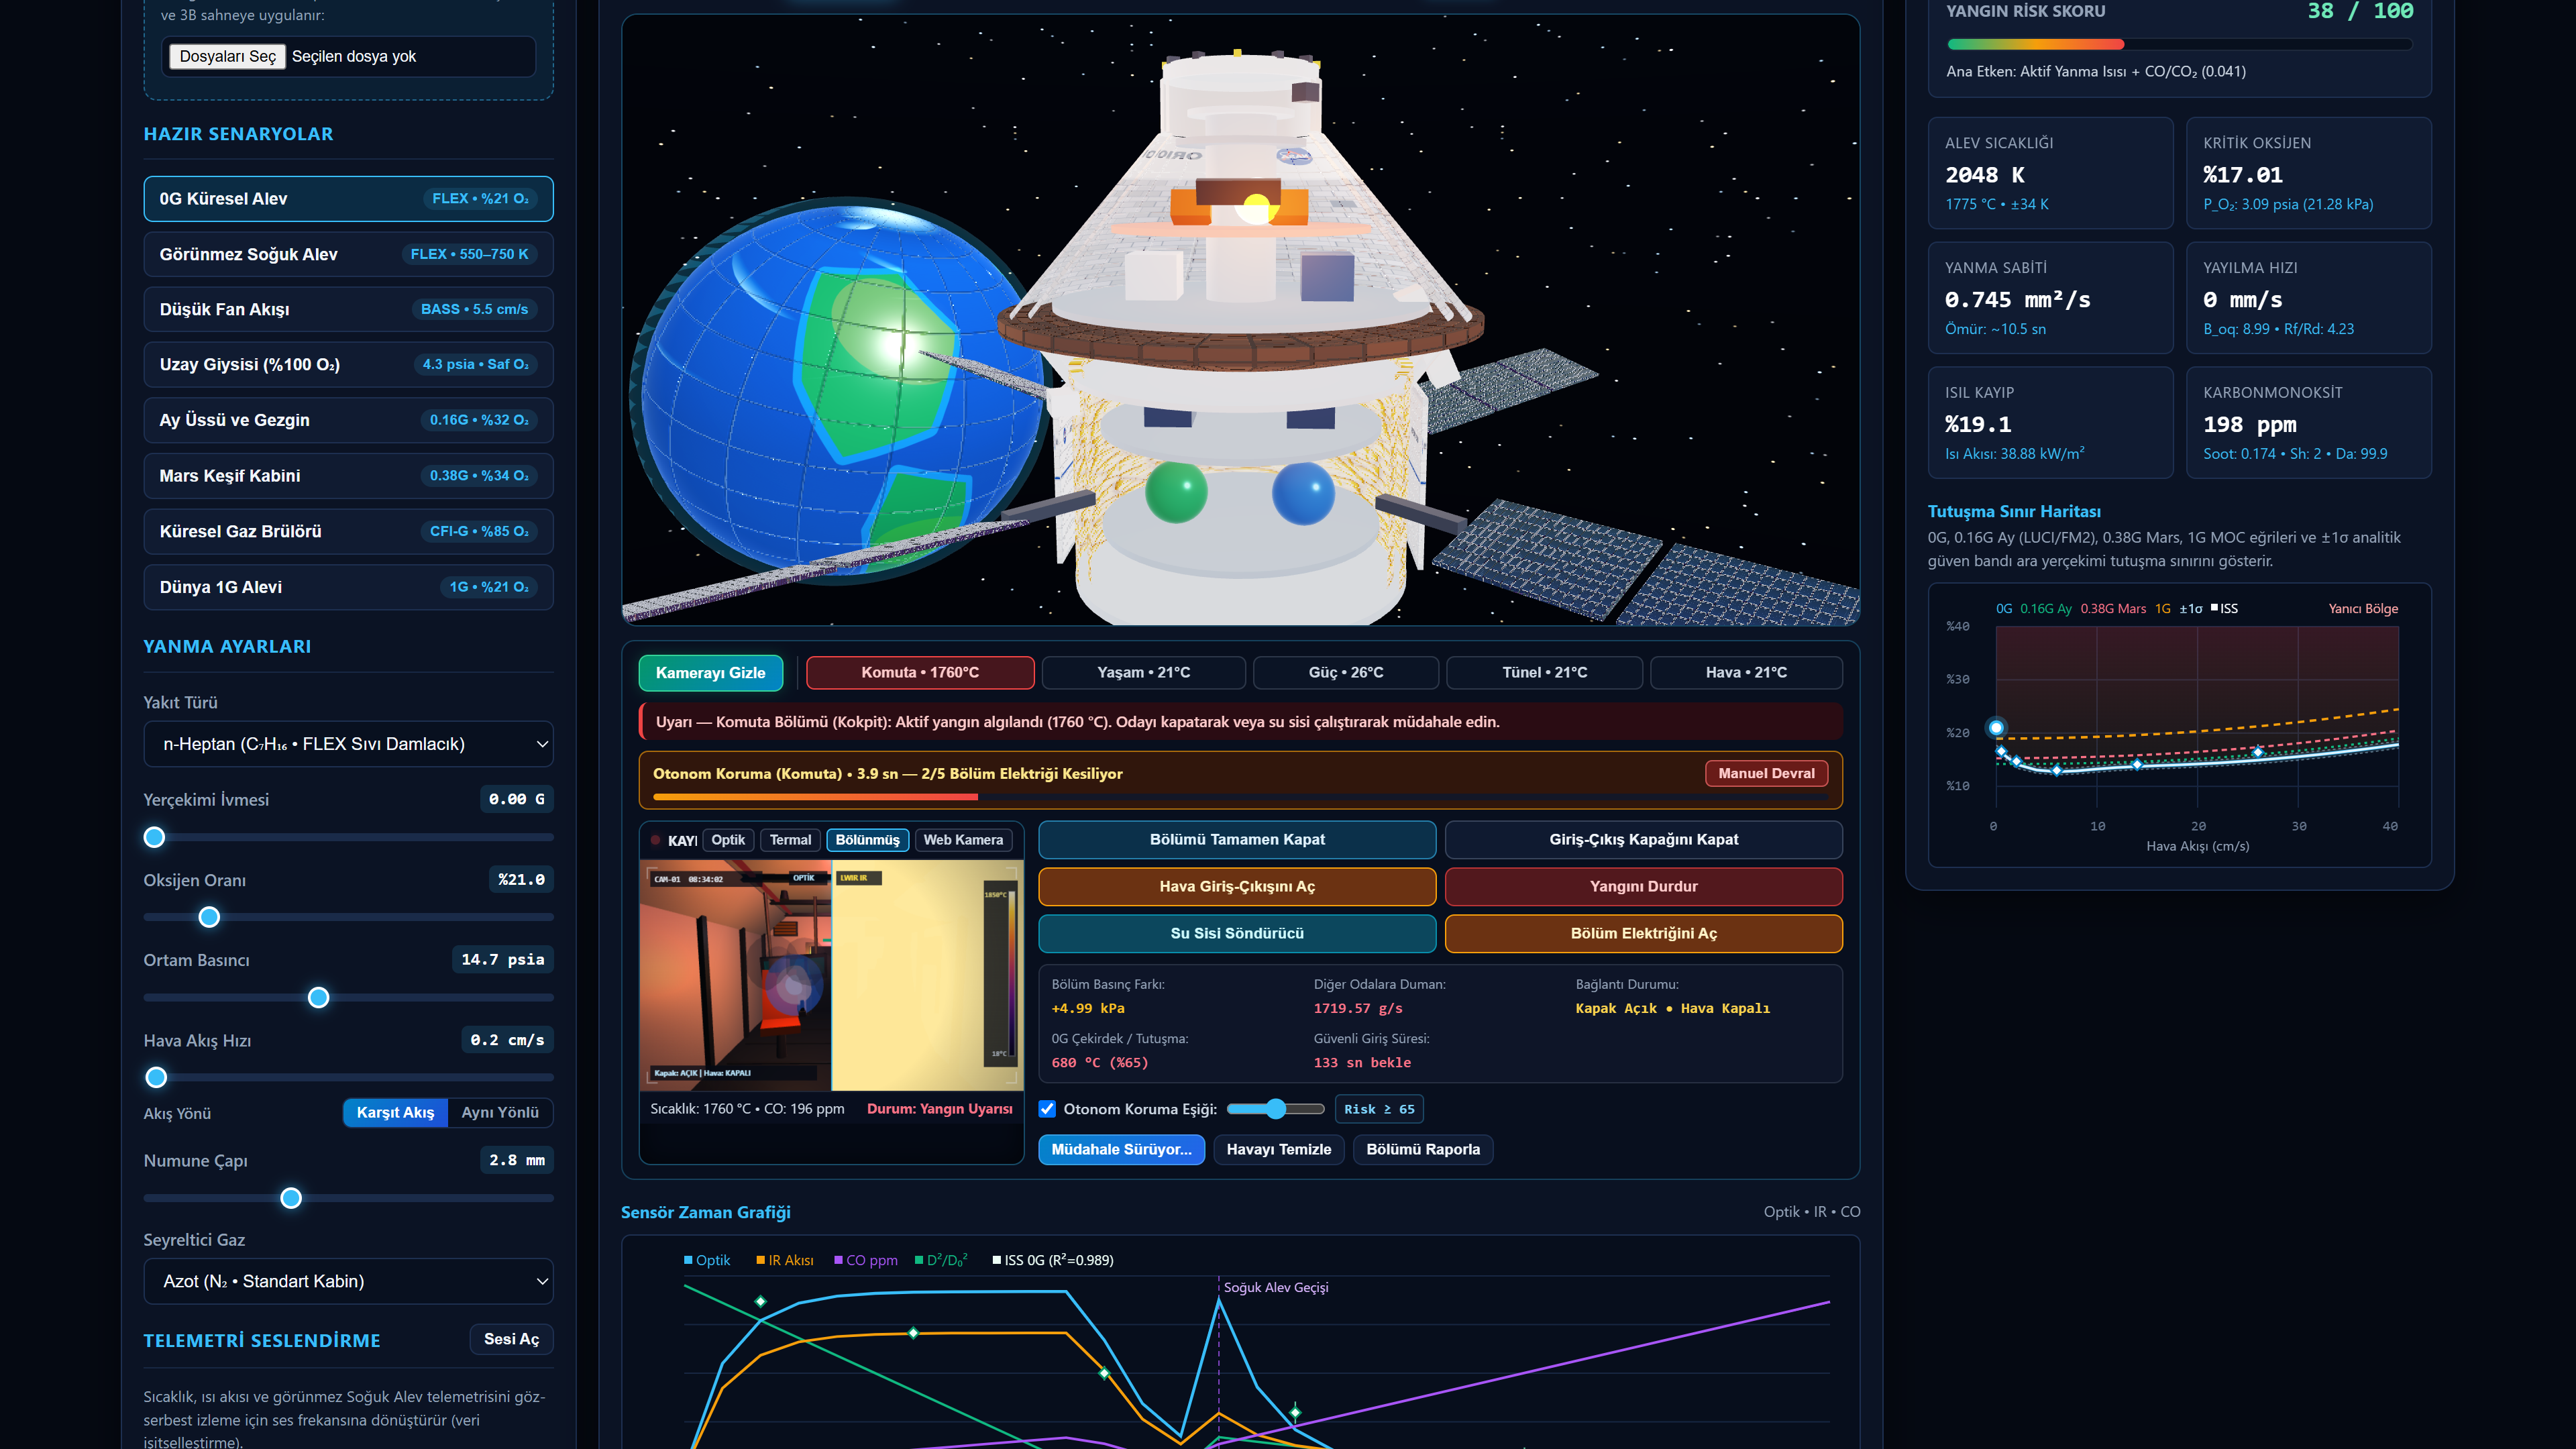 ve 3B sahneye uygulanır:
Dosyaları Seç Seçilen dosya yok
HAZIR SENARYOLAR
0G Küresel Alev FLEX • %21 O₂
Görünmez Soğuk Alev FLEX • 550–750 K
Düşük Fan Akışı BASS • 5.5 cm/s
Uzay Giysisi (%100 O₂) 4.3 psia • Saf O₂
Ay Üssü ve Gezgin 0.16G • %32 O₂
Mars Keşif Kabini 0.38G • %34 O₂
Küresel Gaz Brülörü CFI-G • %85 O₂
Dünya 1G Alevi 1G • %21 O₂
YANMA AYARLARI
Yakıt Türü
n-Heptan (C₇H₁₆ • FLEX Sıvı Damlacık)
Yerçekimi İvmesi 0.00 G
Oksijen Oranı %21.0
Ortam Basıncı 14.7 psia
Hava Akış Hızı 0.2 cm/s
Akış Yönü Karşıt Akış Aynı Yönlü
Numune Çapı 2.8 mm
Seyreltici Gaz
Azot (N₂ • Standart Kabin)
TELEMETRİ SESLENDİRME Sesi Aç
Sıcaklık, ısı akısı ve görünmez Soğuk Alev telemetrisini göz-
serbest izleme için ses frekansına dönüştürür (veri
işitselleştirme).
Kamerayı Gizle Komuta • 1760°C Yaşam • 21°C Güç • 26°C Tünel • 21°C Hava • 21°C
Uyarı — Komuta Bölümü (Kokpit): Aktif yangın algılandı (1760 °C). Odayı kapatarak veya su sisi çalıştırarak müdahale edin.
Otonom Koruma (Komuta) • 3.9 sn — 2/5 Bölüm Elektriği Kesiliyor Manuel Devral
KAYI Optik Termal Bölünmüş Web Kamera
CAM-01 08:34:02 OPTİK LWIR IR
1850°C
18°C
Kapak: AÇIK | Hava: KAPALI
Sıcaklık: 1760 °C • CO: 196 ppm Durum: Yangın Uyarısı
Bölümü Tamamen Kapat Giriş-Çıkış Kapağını Kapat
Hava Giriş-Çıkışını Aç Yangını Durdur
Su Sisi Söndürücü Bölüm Elektriğini Aç
Bölüm Basınç Farkı: Diğer Odalara Duman: Bağlantı Durumu:
+4.99 kPa 1719.57 g/s Kapak Açık • Hava Kapalı
0G Çekirdek / Tutuşma: Güvenli Giriş Süresi:
680 °C (%65) 133 sn bekle
Otonom Koruma Eşiği: Risk ≥ 65
Müdahale Sürüyor... Havayı Temizle Bölümü Raporla
Sensör Zaman Grafiği Optik • IR • CO
Optik IR Akısı CO ppm D²/D₀² ISS 0G (R²=0.989)
Soğuk Alev Geçişi
YANGIN RİSK SKORU 38 / 100
Ana Etken: Aktif Yanma Isısı + CO/CO₂ (0.041)
ALEV SICAKLIĞI
2048 K
1775 °C • ±34 K
KRİTİK OKSİJEN
%17.01
P_O₂: 3.09 psia (21.28 kPa)
YANMA SABİTİ
0.745 mm²/s
Ömür: ~10.5 sn
YAYILMA HIZI
0 mm/s
B_oq: 8.99 • Rf/Rd: 4.23
ISIL KAYIP
%19.1
Isı Akısı: 38.88 kW/m²
KARBONMONOKSİT
198 ppm
Soot: 0.174 • Sh: 2 • Da: 99.9
Tutuşma Sınır Haritası
0G, 0.16G Ay (LUCI/FM2), 0.38G Mars, 1G MOC eğrileri ve ±1σ analitik
güven bandı ara yerçekimi tutuşma sınırını gösterir.
0G 0.16G Ay 0.38G Mars 1G ±1σ ISS Yanıcı Bölge
%40
%30
%20
%10
0 10 20 30 40
Hava Akışı (cm/s)